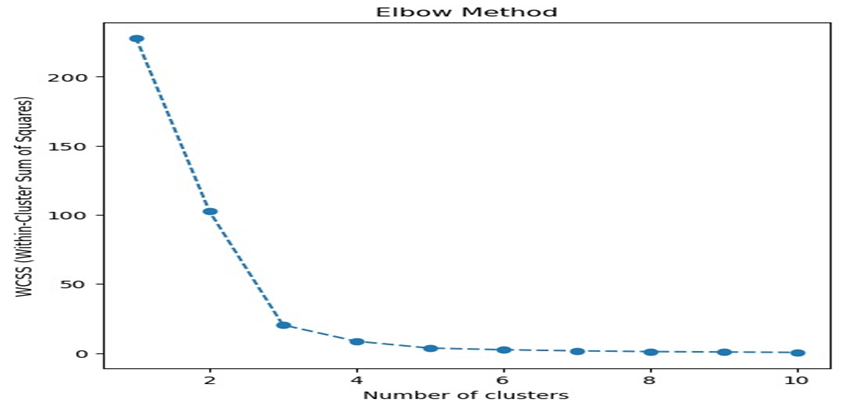 Elbow Method
WCSS (Within-Cluster Sum of Squares)
200
150
100
50
0
2 4 6 8 10
Number of clusters